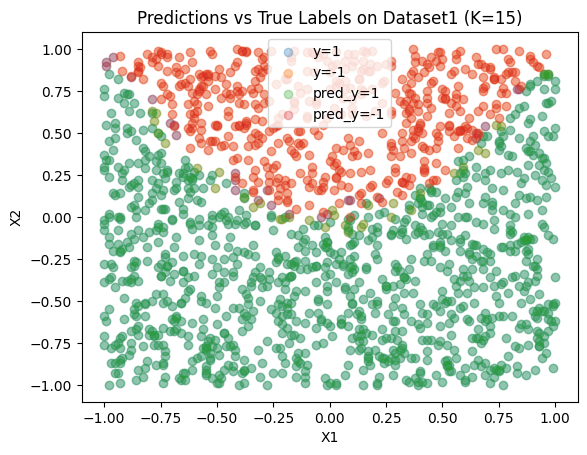 Predictions vs True Labels on Dataset1 (K=15)
y=1
y=-1
pred_y=1
pred_y=-1
1.00
0.75
0.50
0.25
0.00
−0.25
−0.50
−0.75
−1.00
X2
−1.00 −0.75 −0.50 −0.25 0.00 0.25 0.50 0.75 1.00
X1